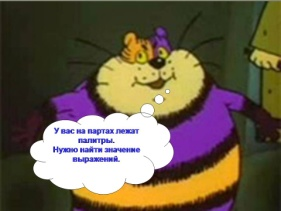 У вас на партах лежат
палитры.
Нужно найти значение
выражений.